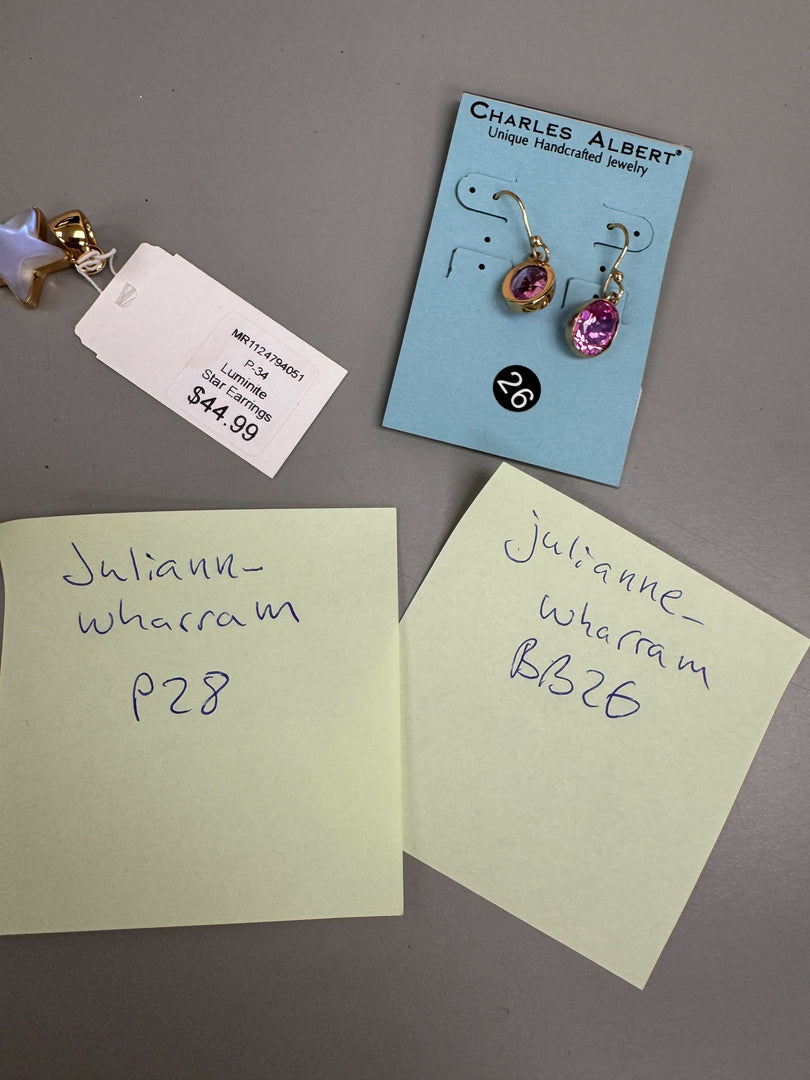 CHARLES ALBERT®
Unique Handcrafted Jewelry
26
MR1124794051
P-34
Luminite
Star Earrings
$44.99
Juliann-
wharram
P28
julianne-
wharram
BB26